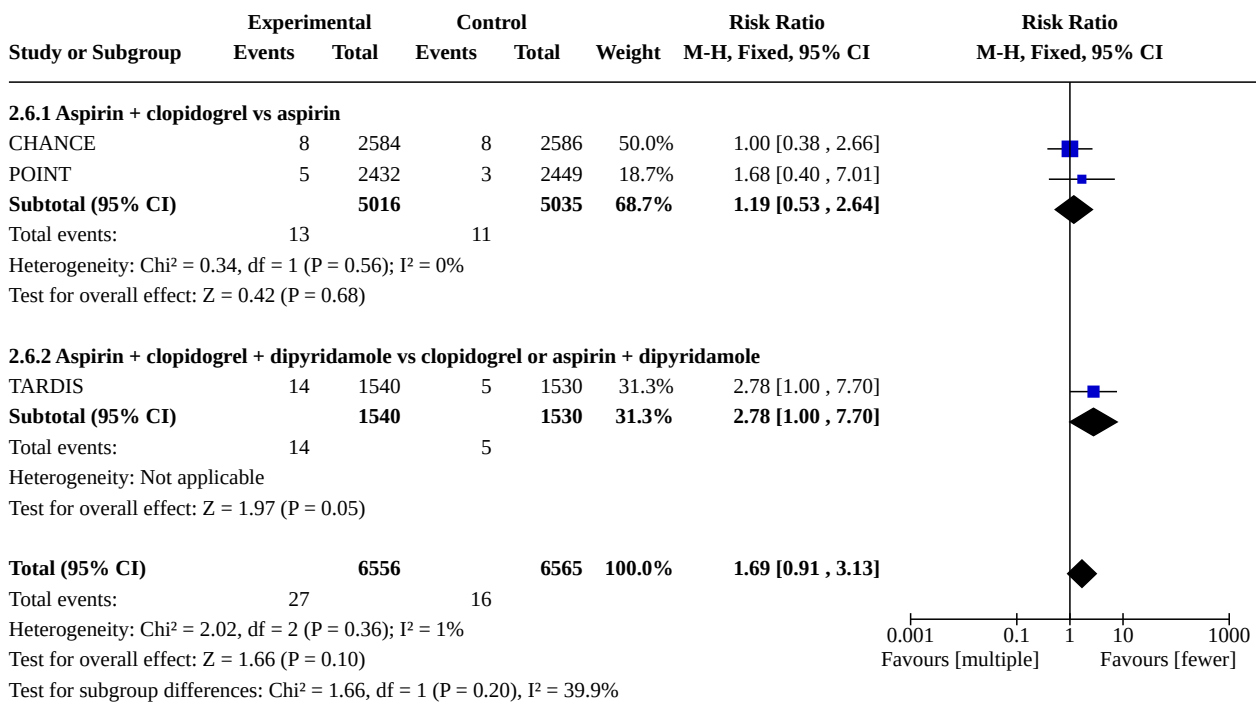 Experimental Control Risk Ratio Risk Ratio
Study or Subgroup Events Total Events Total Weight M-H, Fixed, 95% CI M-H, Fixed, 95% CI
2.6.1 Aspirin + clopidogrel vs aspirin
CHANCE 8 2584 8 2586 50.0% 1.00 [0.38 , 2.66]
POINT 5 2432 3 2449 18.7% 1.68 [0.40 , 7.01]
Subtotal (95% CI) 5016 5035 68.7% 1.19 [0.53 , 2.64]
Total events: 13 11
Heterogeneity: Chi² = 0.34, df = 1 (P = 0.56); I² = 0%
Test for overall effect: Z = 0.42 (P = 0.68)
2.6.2 Aspirin + clopidogrel + dipyridamole vs clopidogrel or aspirin + dipyridamole
TARDIS 14 1540 5 1530 31.3% 2.78 [1.00 , 7.70]
Subtotal (95% CI) 1540 1530 31.3% 2.78 [1.00 , 7.70]
Total events: 14 5
Heterogeneity: Not applicable
Test for overall effect: Z = 1.97 (P = 0.05)
Total (95% CI) 6556 6565 100.0% 1.69 [0.91 , 3.13]
Total events: 27 16
Heterogeneity: Chi² = 2.02, df = 2 (P = 0.36); I² = 1%
0.001 0.1 1 10 1000
Test for overall effect: Z = 1.66 (P = 0.10) Favours [multiple] Favours [fewer]
Test for subgroup differences: Chi² = 1.66, df = 1 (P = 0.20), I² = 39.9%